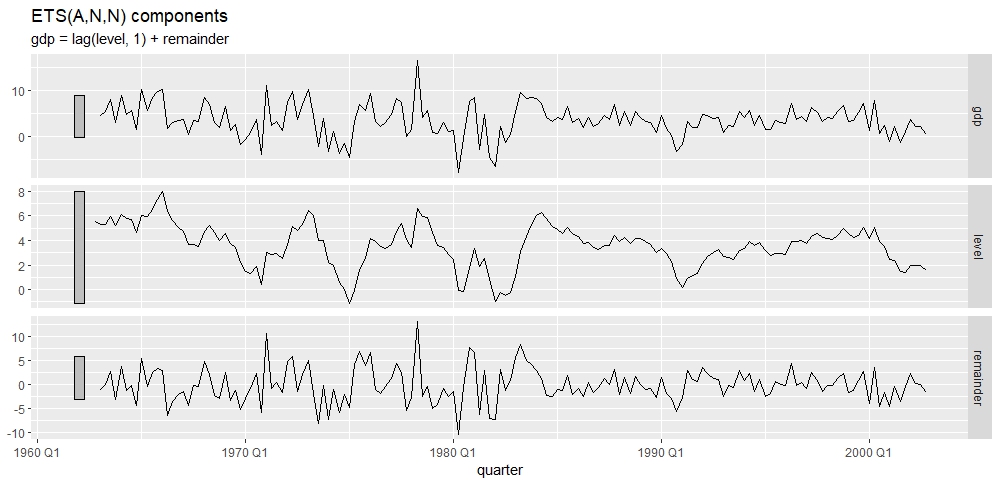 ETS(A,N,N) components
gdp = lag(level, 1) + remainder
10
0
gdp
8
6
4
2
0
level
10
5
0
-5
-10
remainder
1960 Q1
1970 Q1
1980 Q1
1990 Q1
2000 Q1
quarter